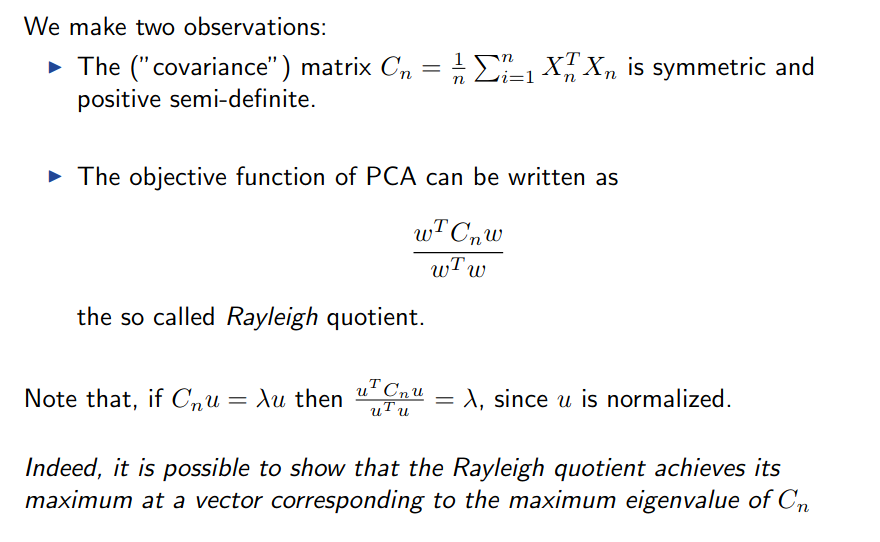 We make two observations:
▶ The ("covariance") matrix $C_n = \frac{1}{n} \sum_{i=1}^{n} X_n^T X_n$ is symmetric and
positive semi-definite.
▶ The objective function of PCA can be written as
$\frac{w^T C_n w}{w^T w}$
the so called Rayleigh quotient.
Note that, if $C_n u = \lambda u$ then $\frac{u^T C_n u}{u^T u} = \lambda$, since $u$ is normalized.
Indeed, it is possible to show that the Rayleigh quotient achieves its
maximum at a vector corresponding to the maximum eigenvalue of $C_n$